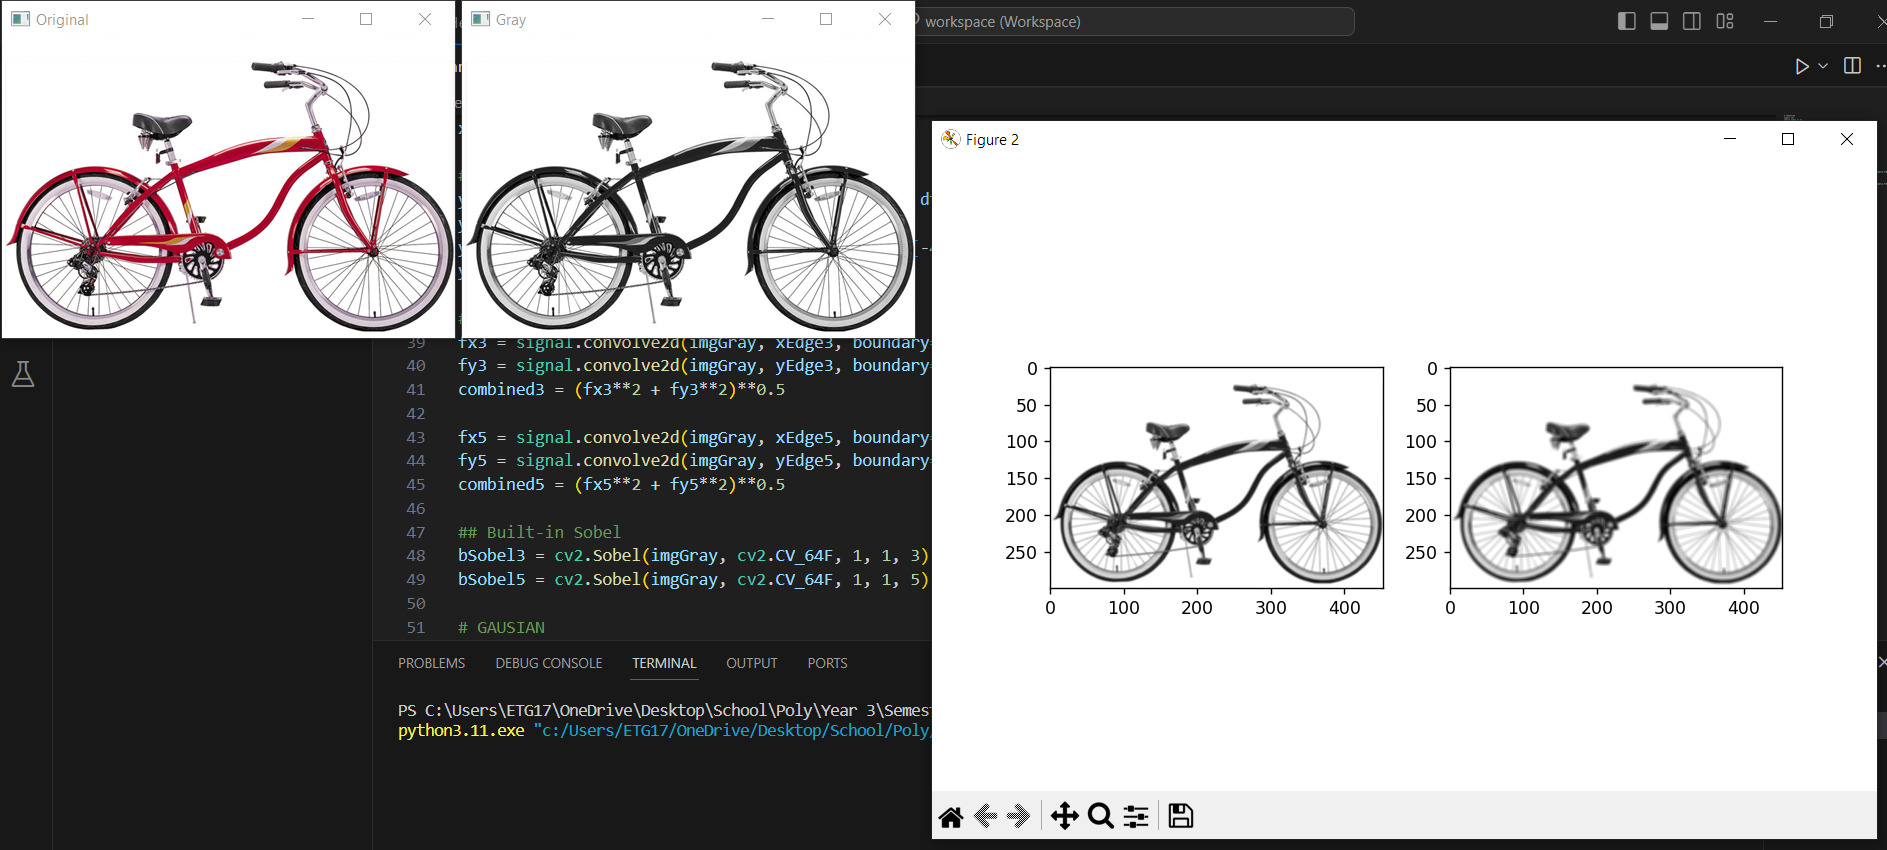 Original
Gray
workspace (Workspace)
Figure 2
39 fx3 = signal.convolve2d(imgGray, xEdge3, boundary=
40 fy3 = signal.convolve2d(imgGray, yEdge3, boundary=
41 combined3 = (fx3**2 + fy3**2)**0.5
42
43 fx5 = signal.convolve2d(imgGray, xEdge5, boundary=
44 fy5 = signal.convolve2d(imgGray, yEdge5, boundary=
45 combined5 = (fx5**2 + fy5**2)**0.5
46
47 ## Built-in Sobel
48 bSobel3 = cv2.Sobel(imgGray, cv2.CV_64F, 1, 1, 3)
49 bSobel5 = cv2.Sobel(imgGray, cv2.CV_64F, 1, 1, 5)
50
51 # GAUSIAN
PROBLEMS DEBUG CONSOLE TERMINAL OUTPUT PORTS
PS C:\Users\ETG17\OneDrive\Desktop\School\Poly\Year 3\Semes
python3.11.exe "c:/Users/ETG17/OneDrive/Desktop/School/Poly/
0
50
100
150
200
250
0 100 200 300 400
0
50
100
150
200
250
0 100 200 300 400